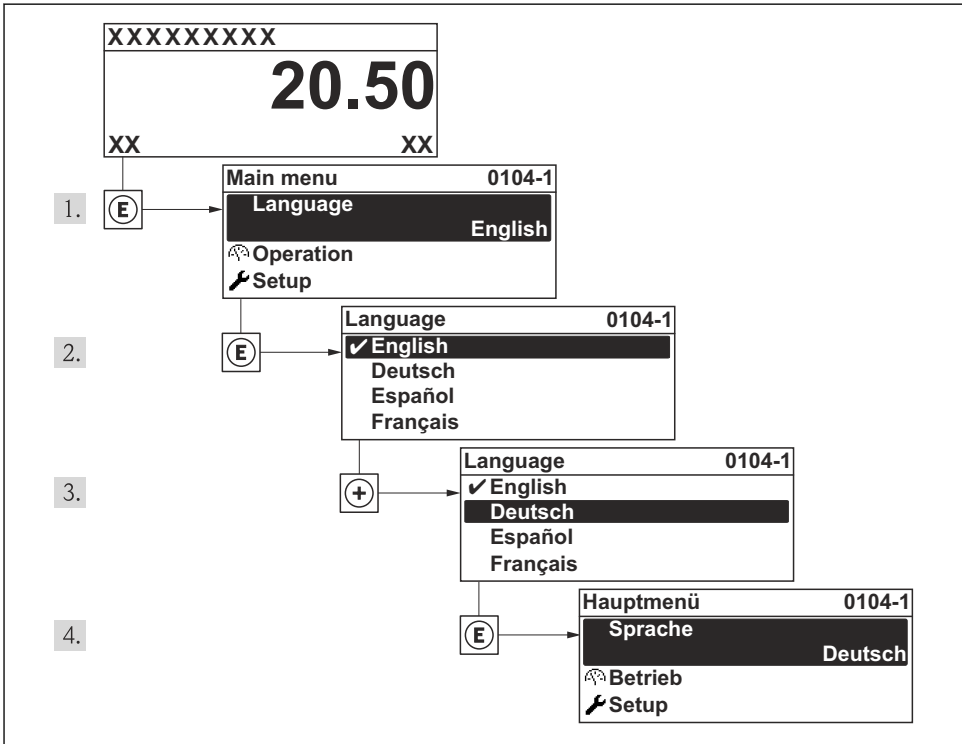 XXXXXXXXX
20.50
XX XX
Main menu 0104-1
1. E Language
English
Operation
Setup
Language 0104-1
2. E ✔English
Deutsch
Español
Français
Language 0104-1
3. + ✔English
Deutsch
Español
Français
Hauptmenü 0104-1
4. E Sprache
Deutsch
Betrieb
Setup